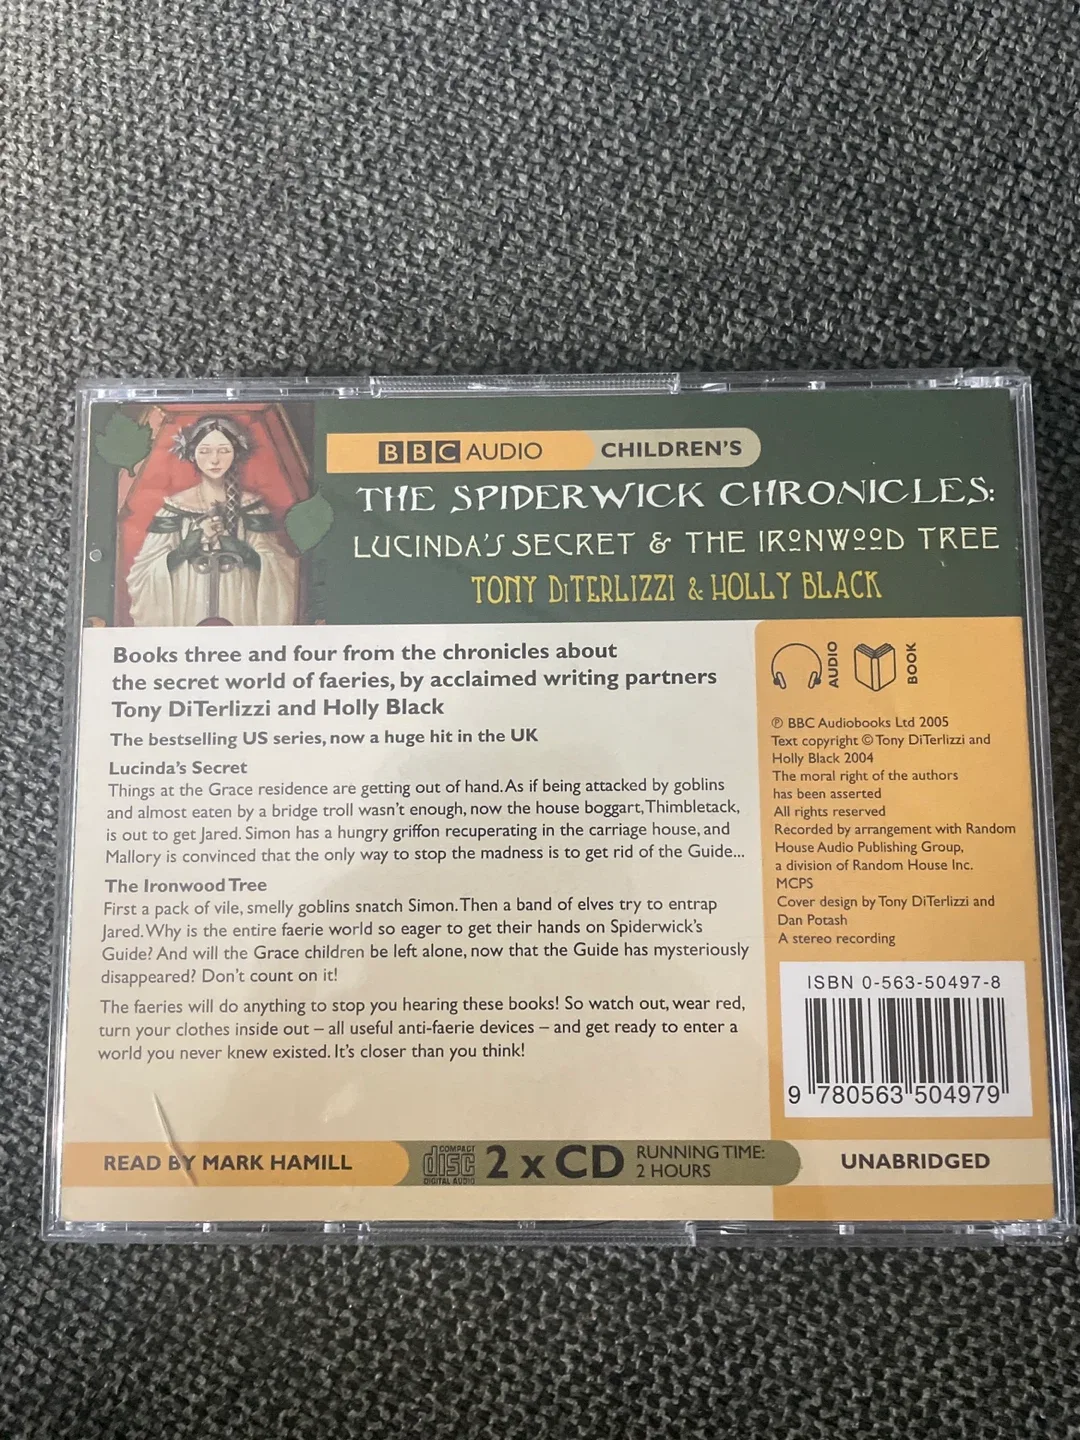 BBC AUDIO CHILDREN'S
THE SPIDERWICK CHRONICLES:
LUCINDA'S SECRET & THE IRONWOOD TREE
TONY DiTERLIZZI & HOLLY BLACK
Books three and four from the chronicles about
the secret world of faeries, by acclaimed writing partners
Tony DiTerlizzi and Holly Black
The bestselling US series, now a huge hit in the UK
Lucinda's Secret
Things at the Grace residence are getting out of hand. As if being attacked by goblins
and almost eaten by a bridge troll wasn't enough, now the house boggart, Thimbletack,
is out to get Jared. Simon has a hungry griffon recuperating in the carriage house, and
Mallory is convinced that the only way to stop the madness is to get rid of the Guide...
The Ironwood Tree
First a pack of vile, smelly goblins snatch Simon. Then a band of elves try to entrap
Jared. Why is the entire faerie world so eager to get their hands on Spiderwick's
Guide? And will the Grace children be left alone, now that the Guide has mysteriously
disappeared? Don't count on it!
The faeries will do anything to stop you hearing these books! So watch out, wear red,
turn your clothes inside out – all useful anti-faerie devices – and get ready to enter a
world you never knew existed. It's closer than you think!
AUDIO
BOOK
℗ BBC Audiobooks Ltd 2005
Text copyright © Tony DiTerlizzi and
Holly Black 2004
The moral right of the authors
has been asserted
All rights reserved
Recorded by arrangement with Random
House Audio Publishing Group,
a division of Random House Inc.
MCPS
Cover design by Tony DiTerlizzi and
Dan Potash
A stereo recording
ISBN 0-563-50497-8
9 780563 504979
READ BY MARK HAMILL
COMPACT
disc
DIGITAL AUDIO
2 x CD
RUNNING TIME:
2 HOURS
UNABRIDGED